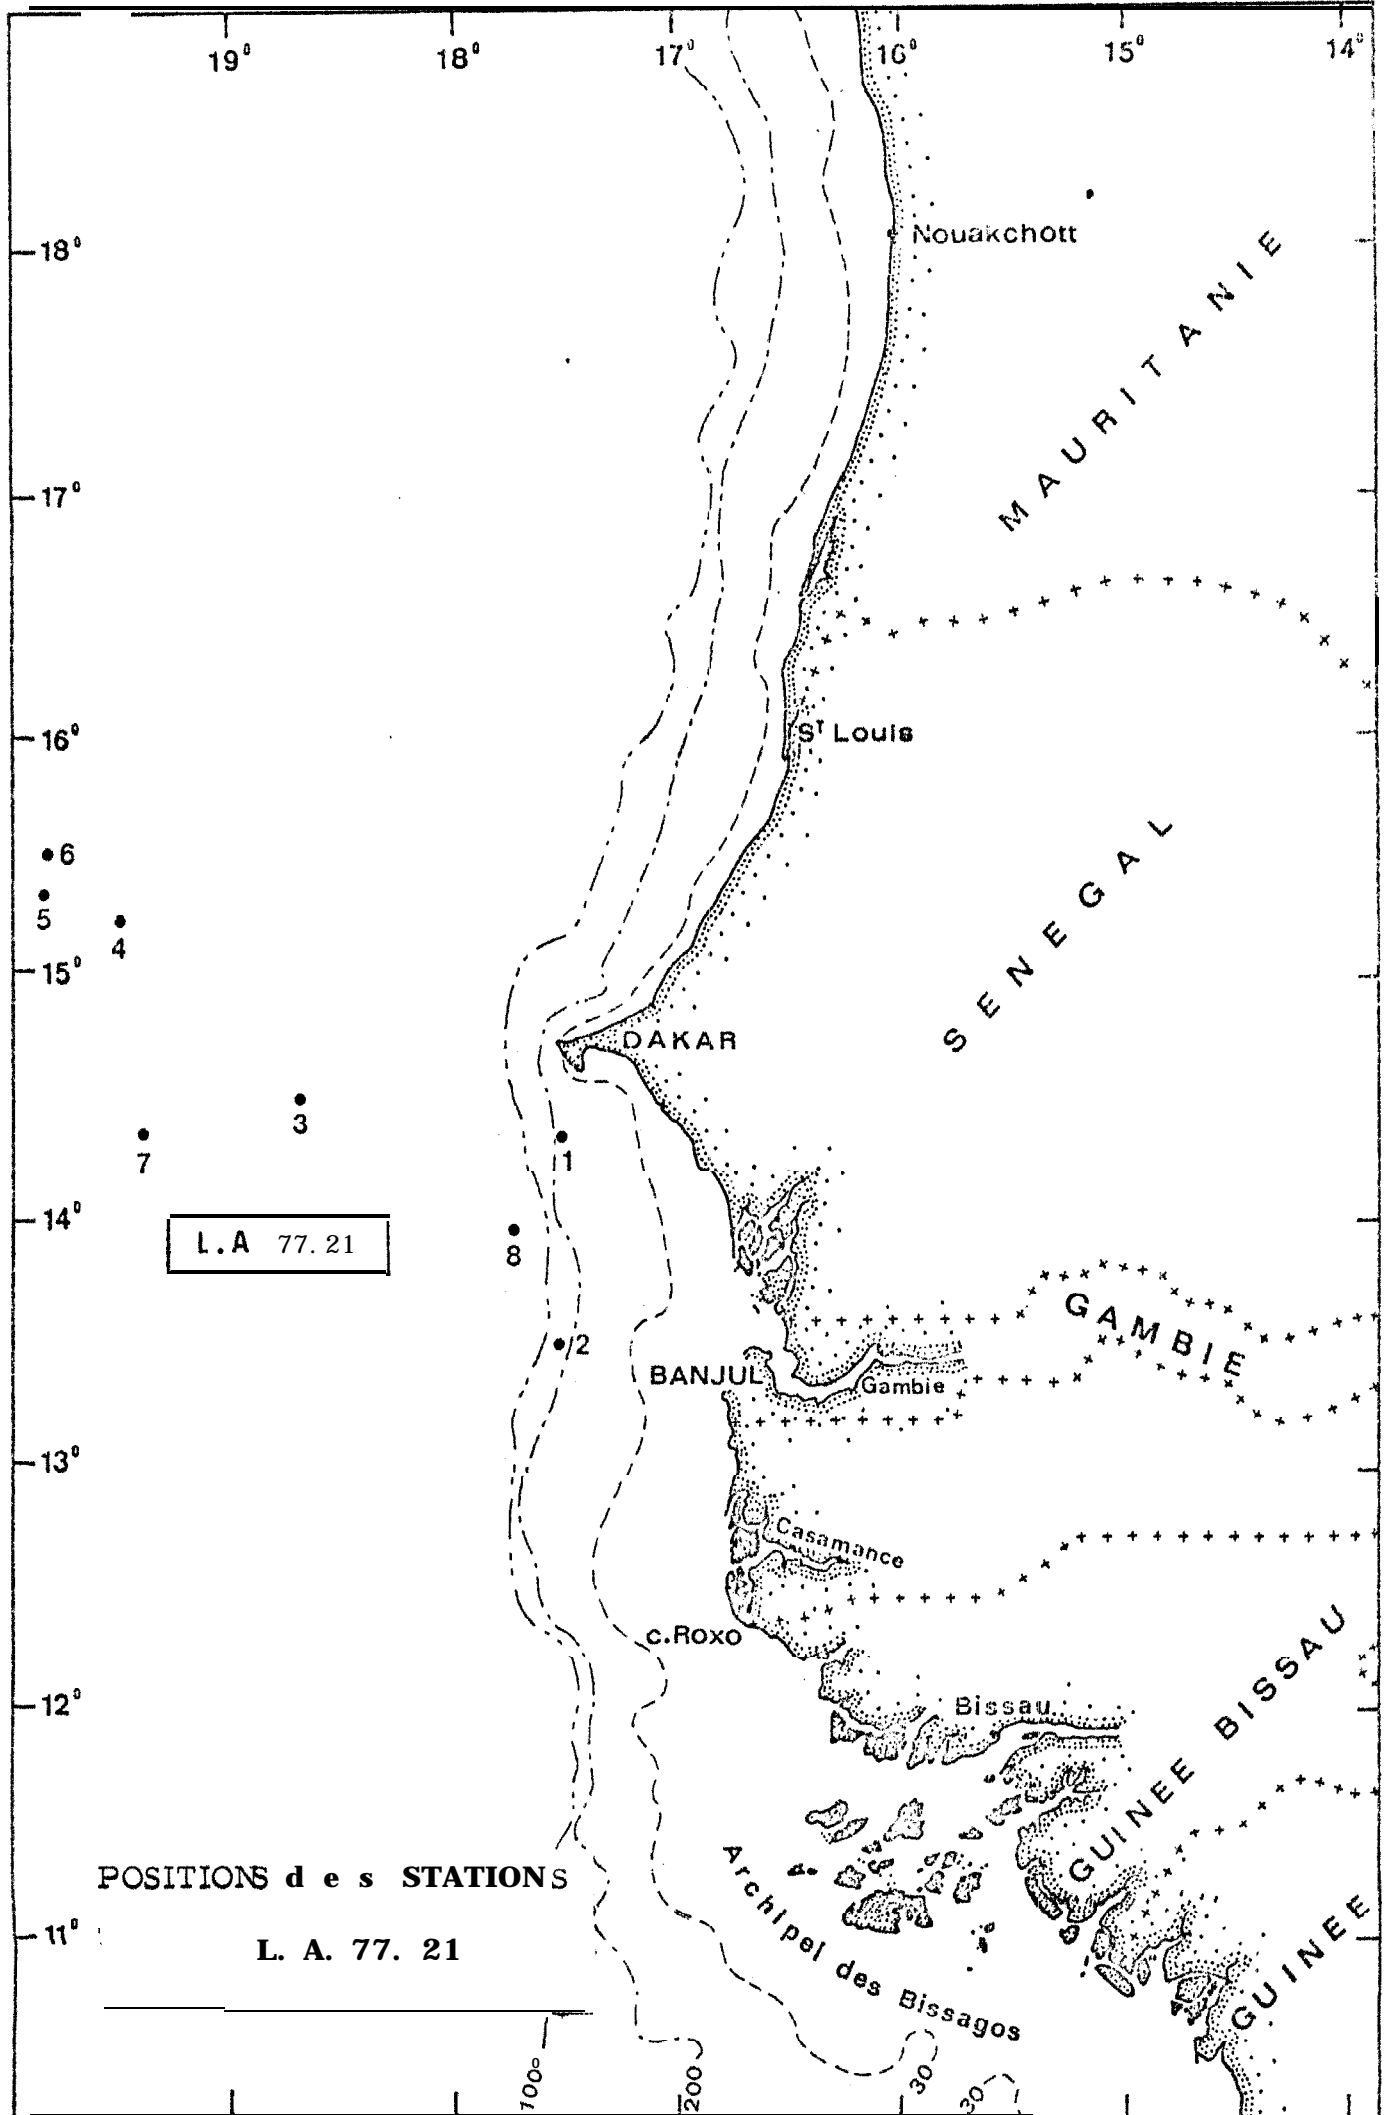 19° 18° 17° 16° 15° 14°
18°
Nouakchott
MAURITANIE
17°
16°
Sᵀ Louis
SENEGAL
6
5
4
15°
DAKAR
3
7
1
14°
L.A 77.21
8
GAMBIE
2
BANJUL
Gambie
13°
Casamance
c.Roxo
12°
Bissau
GUINEE BISSAU
POSITIONS des STATIONS
L. A. 77. 21
11°
Archipel des Bissagos
GUINEE
1000
200
30
30